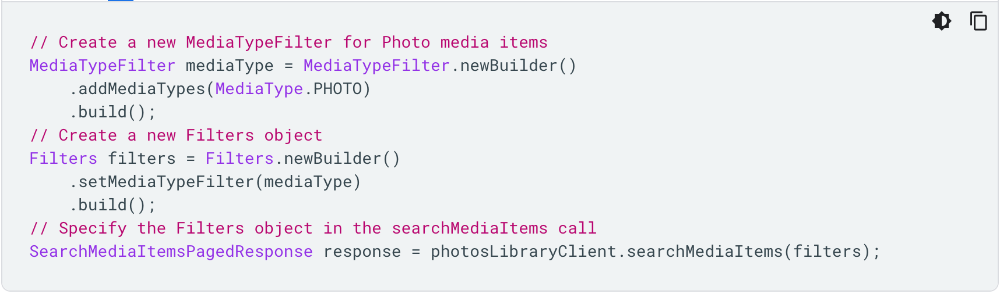 // Create a new MediaTypeFilter for Photo media items
MediaTypeFilter mediaType = MediaTypeFilter.newBuilder()
    .addMediaTypes(MediaType.PHOTO)
    .build();
// Create a new Filters object
Filters filters = Filters.newBuilder()
    .setMediaTypeFilter(mediaType)
    .build();
// Specify the Filters object in the searchMediaItems call
SearchMediaItemsPagedResponse response = photosLibraryClient.searchMediaItems(filters);